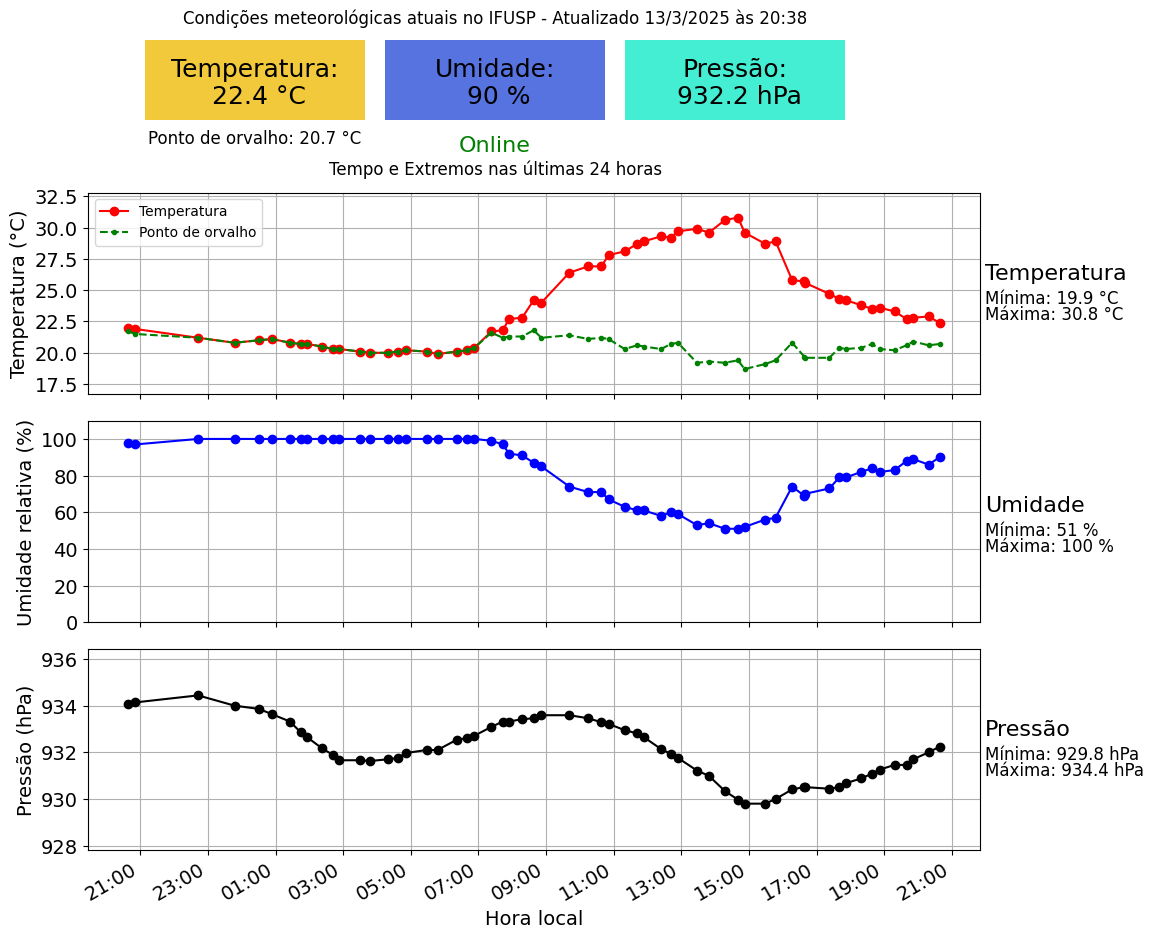 Condições meteorológicas atuais no IFUSP - Atualizado 13/3/2025 às 20:38
Temperatura:
22.4 °C
Umidade:
90 %
Pressão:
932.2 hPa
Ponto de orvalho: 20.7 °C
Online
Tempo e Extremos nas últimas 24 horas
Temperatura (°C)
32.5
30.0
27.5
25.0
22.5
20.0
17.5
Temperatura
Ponto de orvalho
Temperatura
Mínima: 19.9 °C
Máxima: 30.8 °C
Umidade relativa (%)
100
80
60
40
20
0
Umidade
Mínima: 51 %
Máxima: 100 %
Pressão (hPa)
936
934
932
930
928
Pressão
Mínima: 929.8 hPa
Máxima: 934.4 hPa
21:00 23:00 01:00 03:00 05:00 07:00 09:00 11:00 13:00 15:00 17:00 19:00 21:00
Hora local